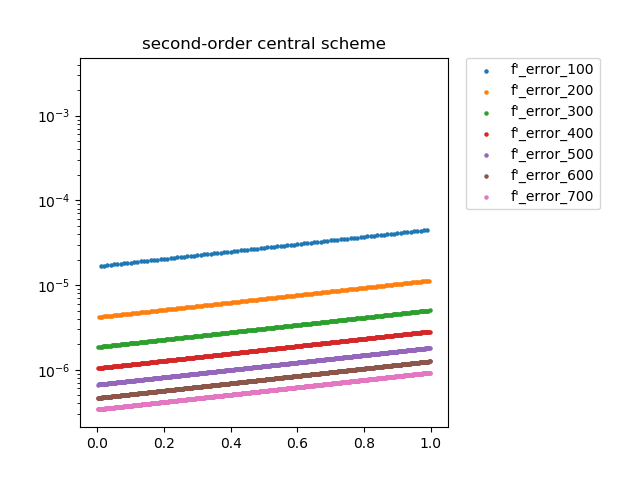 second-order central scheme
f'_error_100
f'_error_200
f'_error_300
f'_error_400
f'_error_500
f'_error_600
f'_error_700
10⁻³
10⁻⁴
10⁻⁵
10⁻⁶
0.0 0.2 0.4 0.6 0.8 1.0